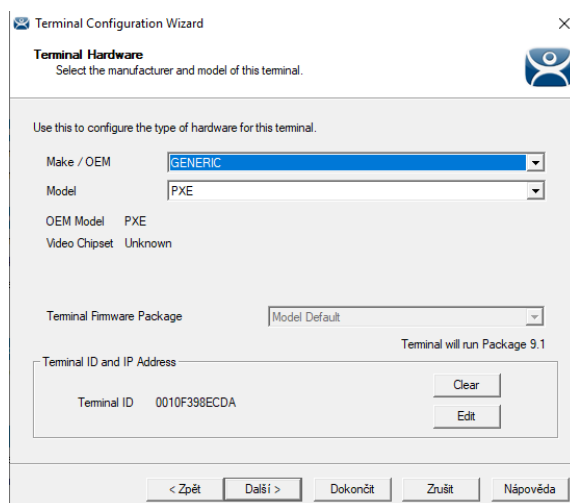 Terminal Configuration Wizard
Terminal Hardware
Select the manufacturer and model of this terminal.
Use this to configure the type of hardware for this terminal.
Make / OEM GENERIC
Model PXE
OEM Model PXE
Video Chipset Unknown
Terminal Firmware Package Model Default
Terminal will run Package 9.1
Terminal ID and IP Address
Clear
Terminal ID 0010F398ECDA
Edit
< Zpět Další > Dokončit Zrušit Nápověda